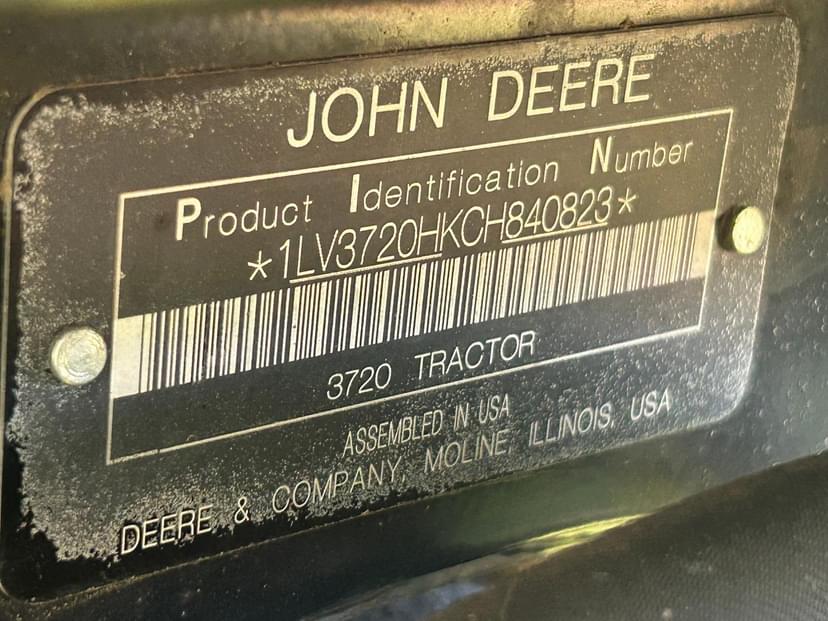 JOHN DEERE
Product Identification Number
*1LV3720HKCH840823*
3720 TRACTOR
ASSEMBLED IN USA
DEERE & COMPANY, MOLINE, ILLINOIS, USA